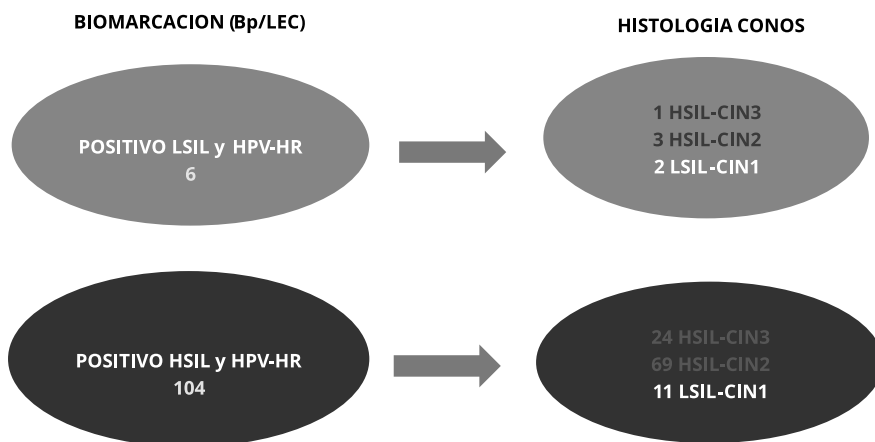 BIOMARCACION (Bp/LEC)
HISTOLOGIA CONOS
POSITIVO LSIL y HPV-HR
6
1 HSIL-CIN3
3 HSIL-CIN2
2 LSIL-CIN1
POSITIVO HSIL y HPV-HR
104
24 HSIL-CIN3
69 HSIL-CIN2
11 LSIL-CIN1